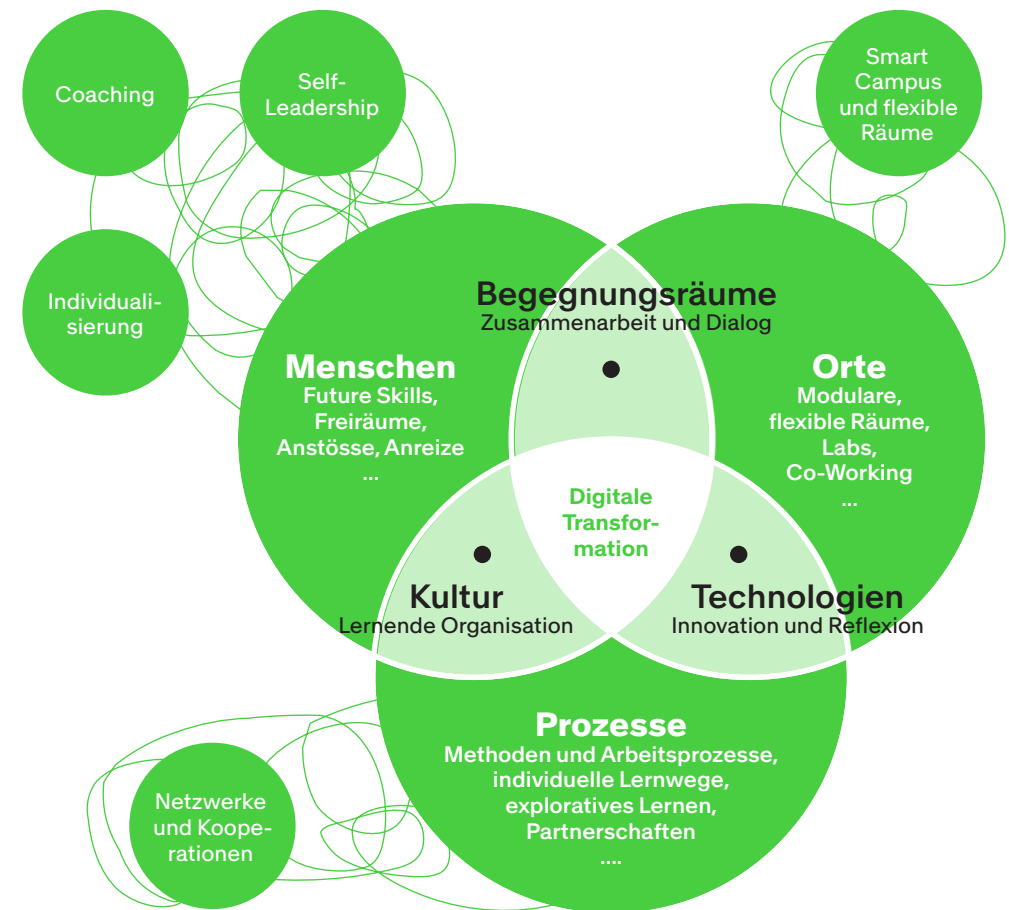 Coaching
Self-
Leadership
Smart
Campus
und flexible
Räume
Individuali-
sierung
Begegnungsräume
Zusammenarbeit und Dialog
Menschen
Future Skills,
Freiräume,
Anstösse, Anreize
...
Orte
Modulare,
flexible Räume,
Labs,
Co-Working
...
Digitale
Transfor-
mation
Kultur
Lernende Organisation
Technologien
Innovation und Reflexion
Prozesse
Methoden und Arbeitsprozesse,
individuelle Lernwege,
exploratives Lernen,
Partnerschaften
....
Netzwerke
und Koope-
rationen